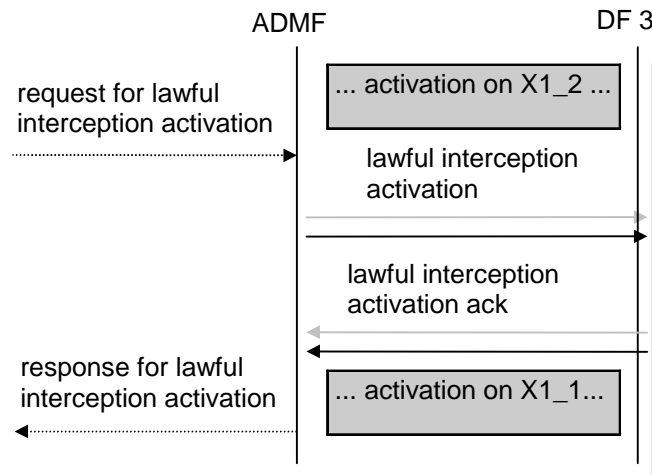 ADMF
DF 3
... activation on X1_2 ...
request for lawful
interception activation
lawful interception
activation
lawful interception
activation ack
response for lawful
interception activation
... activation on X1_1...